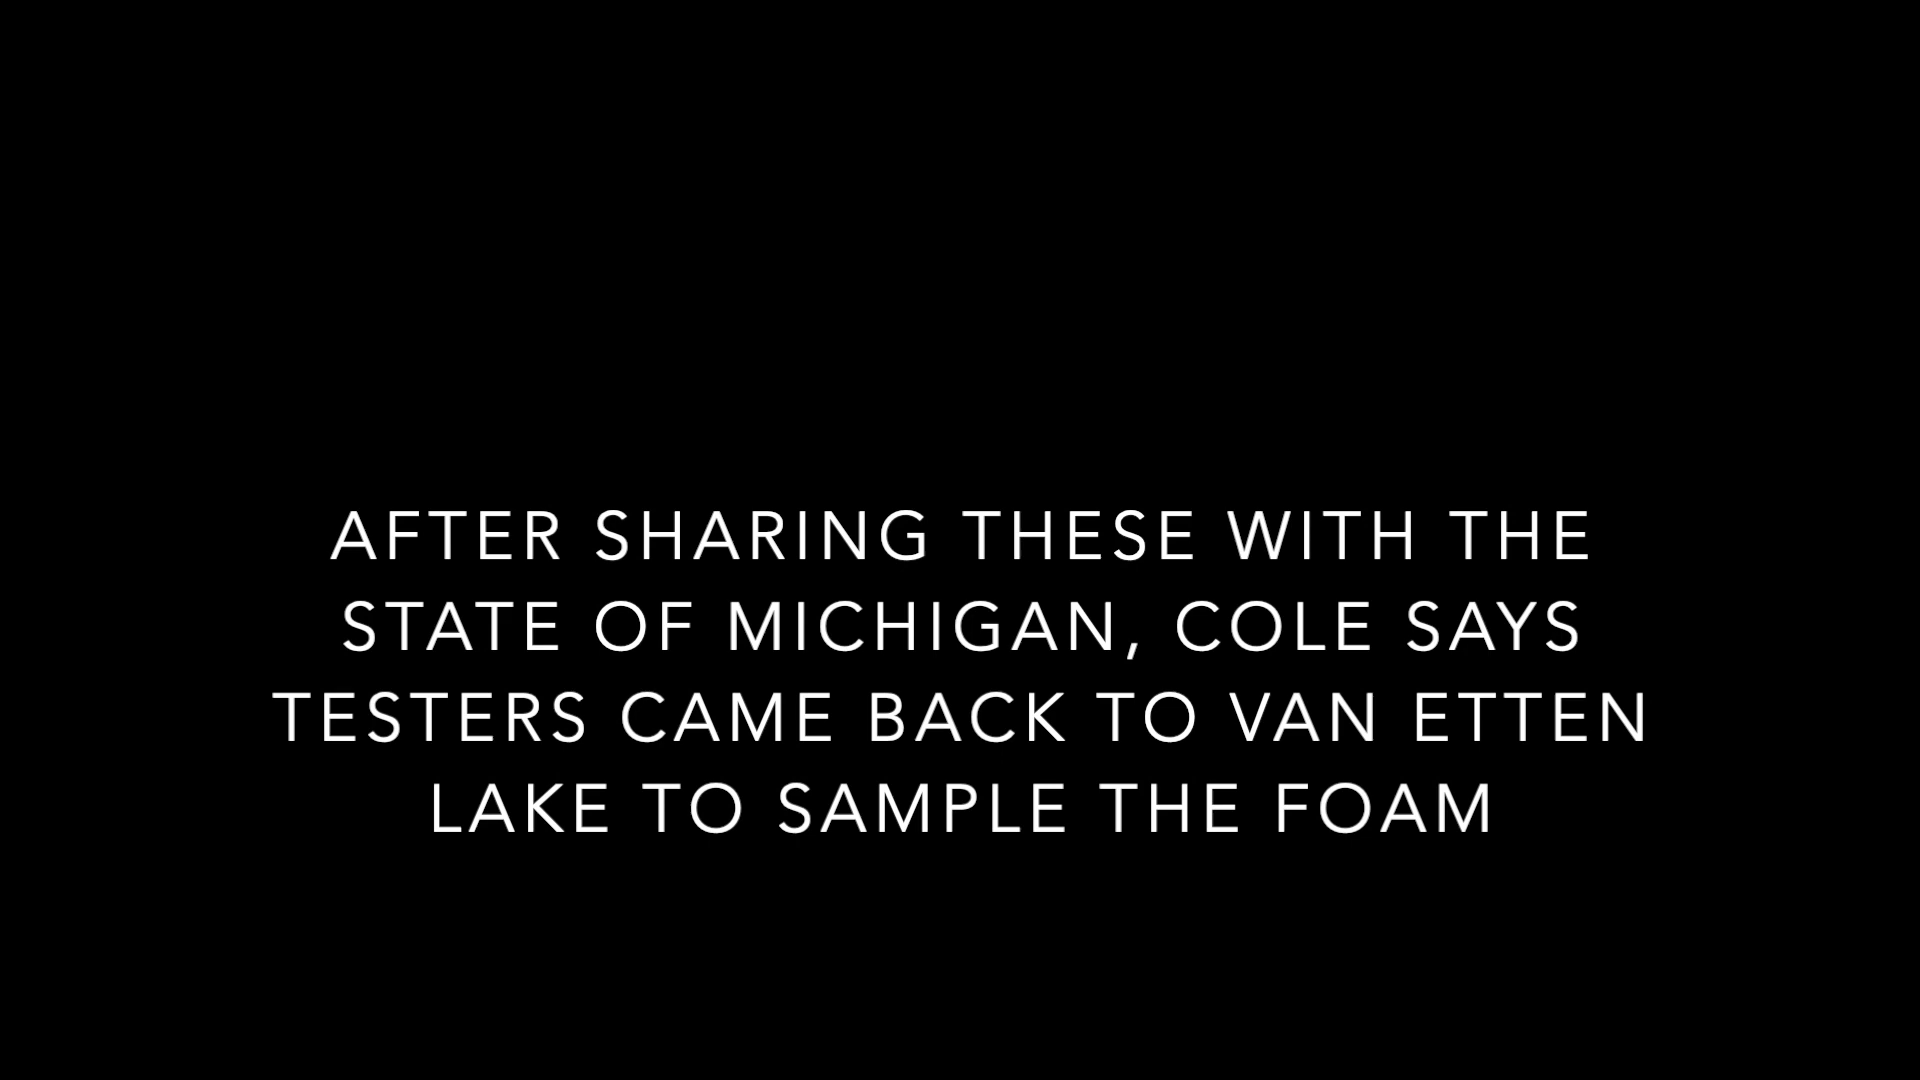 AFTER SHARING THESE WITH THE
STATE OF MICHIGAN, COLE SAYS
TESTERS CAME BACK TO VAN ETTEN
LAKE TO SAMPLE THE FOAM